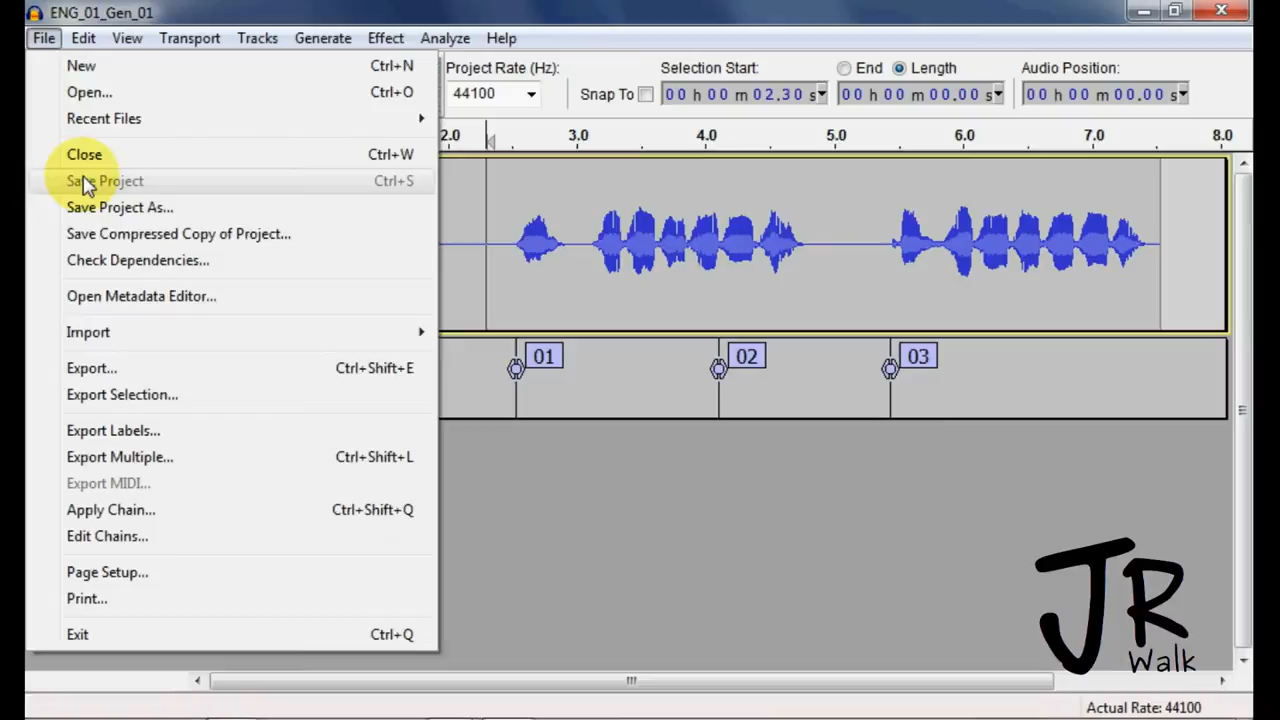 ENG_01_Gen_01
File Edit View Transport Tracks Generate Effect Analyze Help
New Ctrl+N
Open... Ctrl+O
Recent Files
Close Ctrl+W
Save Project Ctrl+S
Save Project As...
Save Compressed Copy of Project...
Check Dependencies...
Open Metadata Editor...
Import
Export... Ctrl+Shift+E
Export Selection...
Export Labels...
Export Multiple... Ctrl+Shift+L
Export MIDI...
Apply Chain... Ctrl+Shift+Q
Edit Chains...
Page Setup...
Print...
Exit Ctrl+Q
Project Rate (Hz): Selection Start: End Length Audio Position:
44100 Snap To 00 h 00 m 02.30 s 00 h 00 m 00.00 s 00 h 00 m 00.00 s
2.0 3.0 4.0 5.0 6.0 7.0 8.0
01 02 03
JR
Walk
Actual Rate: 44100